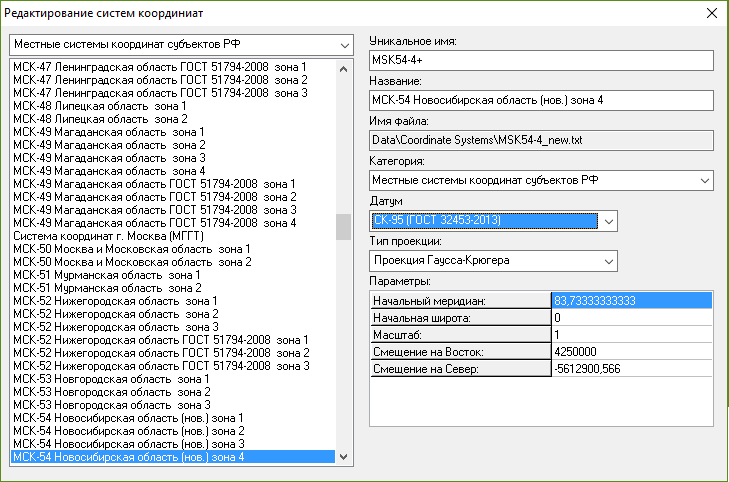 Редактирование систем координиат
Местные системы координат субъектов РФ
МСК-47 Ленинградская область ГОСТ 51794-2008 зона 1
МСК-47 Ленинградская область ГОСТ 51794-2008 зона 2
МСК-47 Ленинградская область ГОСТ 51794-2008 зона 3
МСК-48 Липецкая область зона 1
МСК-48 Липецкая область зона 2
МСК-49 Магаданская область зона 1
МСК-49 Магаданская область зона 2
МСК-49 Магаданская область зона 3
МСК-49 Магаданская область зона 4
МСК-49 Магаданская область ГОСТ 51794-2008 зона 1
МСК-49 Магаданская область ГОСТ 51794-2008 зона 2
МСК-49 Магаданская область ГОСТ 51794-2008 зона 3
МСК-49 Магаданская область ГОСТ 51794-2008 зона 4
Система координат г. Москва (МГГТ)
МСК-50 Москва и Московская область зона 1
МСК-50 Москва и Московская область зона 2
МСК-51 Мурманская область зона 1
МСК-51 Мурманская область зона 2
МСК-52 Нижегородская область зона 1
МСК-52 Нижегородская область зона 2
МСК-52 Нижегородская область зона 3
МСК-52 Нижегородская область ГОСТ 51794-2008 зона 1
МСК-52 Нижегородская область ГОСТ 51794-2008 зона 2
МСК-52 Нижегородская область ГОСТ 51794-2008 зона 3
МСК-53 Новгородская область зона 1
МСК-53 Новгородская область зона 2
МСК-53 Новгородская область зона 3
МСК-54 Новосибирская область (нов.) зона 1
МСК-54 Новосибирская область (нов.) зона 2
МСК-54 Новосибирская область (нов.) зона 3
МСК-54 Новосибирская область (нов.) зона 4
Уникальное имя:
MSK54-4+
Название:
МСК-54 Новосибирская область (нов.) зона 4
Имя Файла:
Data\Coordinate Systems\MSK54-4_new.txt
Категория:
Местные системы координат субъектов РФ
Датум
СК-95 (ГОСТ 32453-2013)
Тип проекции:
Проекция Гаусса-Крюгера
Параметры:
Начальный меридиан: 83,73333333333
Начальная широта: 0
Масштаб: 1
Смещение на Восток: 4250000
Смещение на Север: -5612900,566